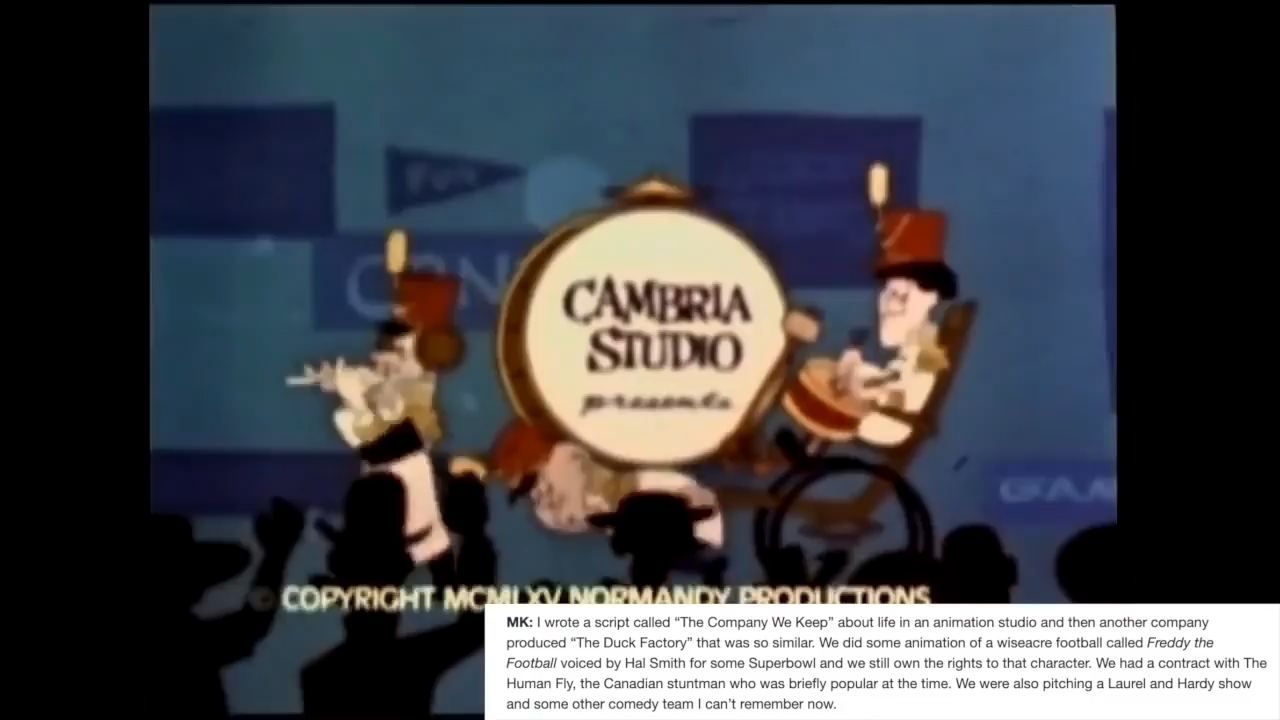 FUN
CAMBRIA
STUDIO
presents
© COPYRIGHT MCMLXV NORMANDY PRODUCTIONS
MK: I wrote a script called “The Company We Keep” about life in an animation studio and then another company
produced “The Duck Factory” that was so similar. We did some animation of a wiseacre football called Freddy the
Football voiced by Hal Smith for some Superbowl and we still own the rights to that character. We had a contract with The
Human Fly, the Canadian stuntman who was briefly popular at the time. We were also pitching a Laurel and Hardy show
and some other comedy team I can’t remember now.